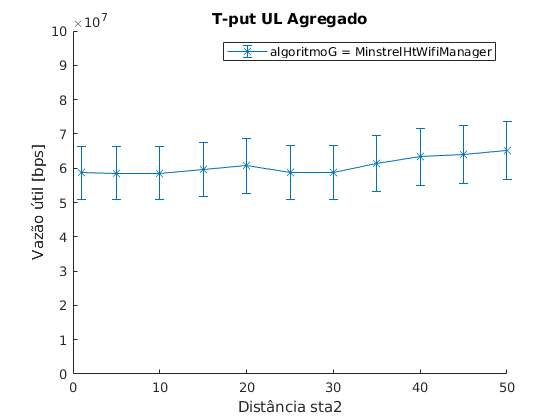 T-put UL Agregado
×10^7
algoritmoG = MinstrelHtWifiManager
10
9
8
7
6
5
4
3
2
1
0
Vazão útil [bps]
0 10 20 30 40 50
Distância sta2